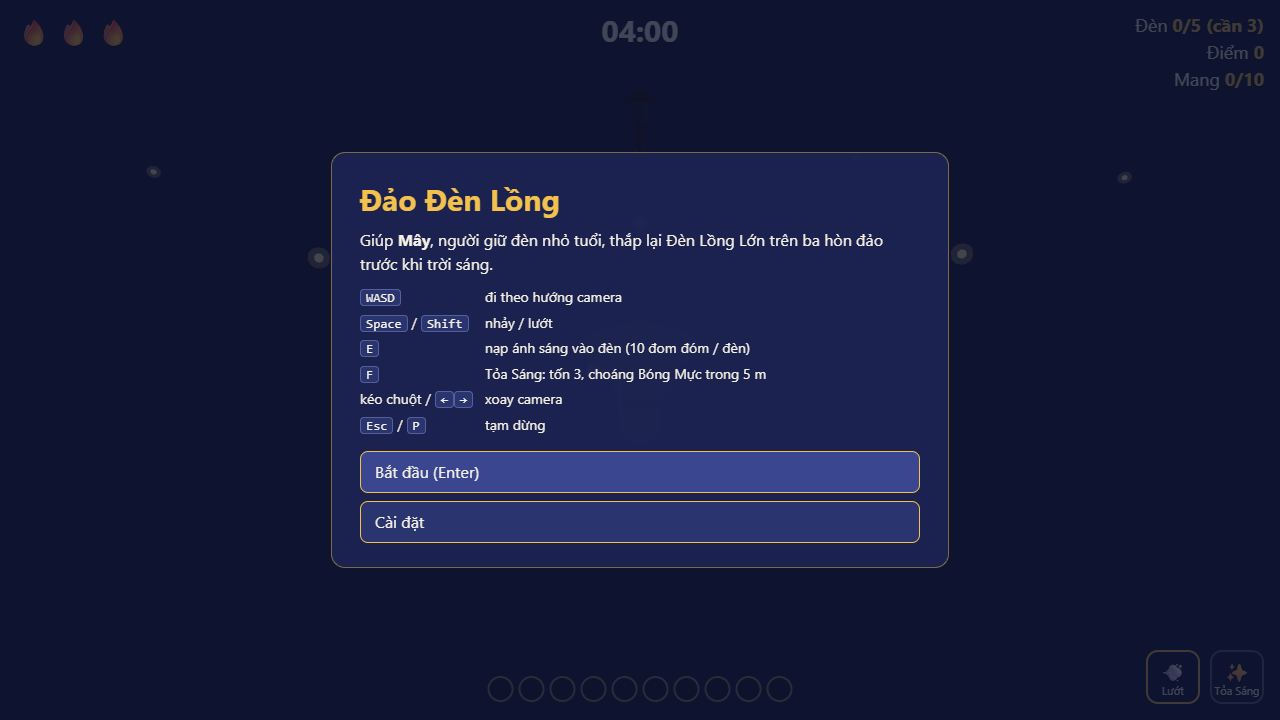 04:00
Đèn 0/5 (cần 3)
Điểm 0
Mang 0/10
Đảo Đèn Lồng
Giúp Mây, người giữ đèn nhỏ tuổi, thắp lại Đèn Lồng Lớn trên ba hòn đảo
trước khi trời sáng.
WASD đi theo hướng camera
Space / Shift nhảy / lướt
E nạp ánh sáng vào đèn (10 đom đóm / đèn)
F Tỏa Sáng: tốn 3, choáng Bóng Mực trong 5 m
kéo chuột / ← → xoay camera
Esc / P tạm dừng
Bắt đầu (Enter)
Cài đặt
Lướt
Tỏa Sáng